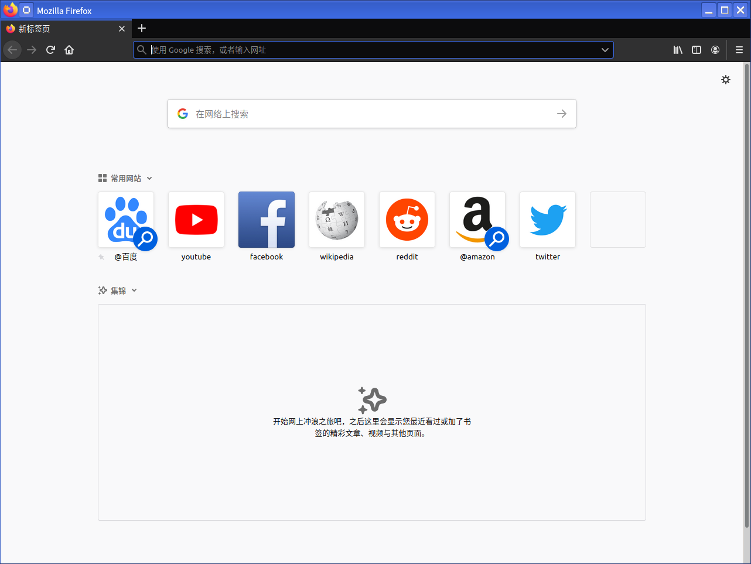 Mozilla Firefox
新标签页
使用 Google 搜索，或者输入网址
在网络上搜索
常用网站
du
@百度
youtube
facebook
wikipedia
reddit
@amazon
twitter
集锦
开始网上冲浪之旅吧，之后这里会显示您最近看过或加了书
签的精彩文章、视频与其他页面。